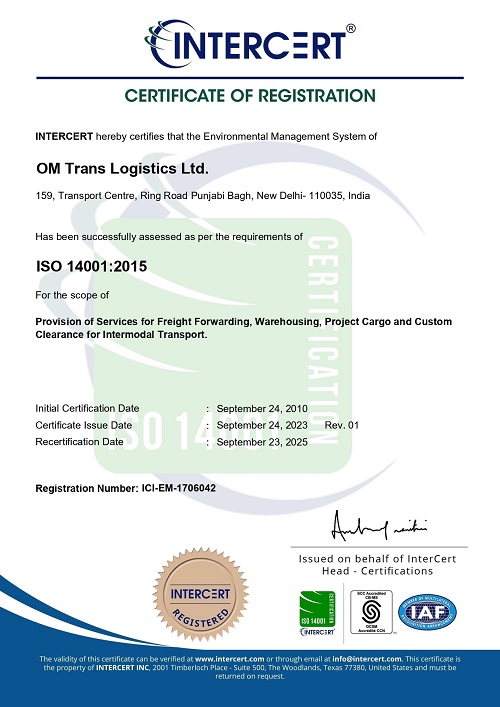 INTERCERT®
CERTIFICATE OF REGISTRATION
INTERCERT hereby certifies that the Environmental Management System of
OM Trans Logistics Ltd.
159, Transport Centre, Ring Road Punjabi Bagh, New Delhi- 110035, India
Has been successfully assessed as per the requirements of
ISO 14001:2015
For the scope of
Provision of Services for Freight Forwarding, Warehousing, Project Cargo and Custom
Clearance for Intermodal Transport.
CERTIFICATION
ISO 14001
Initial Certification Date : September 24, 2010
Certificate Issue Date : September 24, 2023 Rev. 01
Recertification Date : September 23, 2025
Registration Number: ICI-EM-1706042
Issued on behalf of InterCert
Head - Certifications
INTERCERT
REGISTERED
CERTIFICATION
ISO 14001
INTERCERT
SCC Accredited
CB-MS
OCSM
Accrédité CCN
MEMBER OF MULTILATERAL
IAF
RECOGNITION ARRANGEMENT
The validity of this certificate can be verified at www.intercert.com or through email at info@intercert.com. This certificate is
the property of INTERCERT INC, 2001 Timberloch Place - Suite 500, The Woodlands, Texas 77380, United States and must be
returned on request.